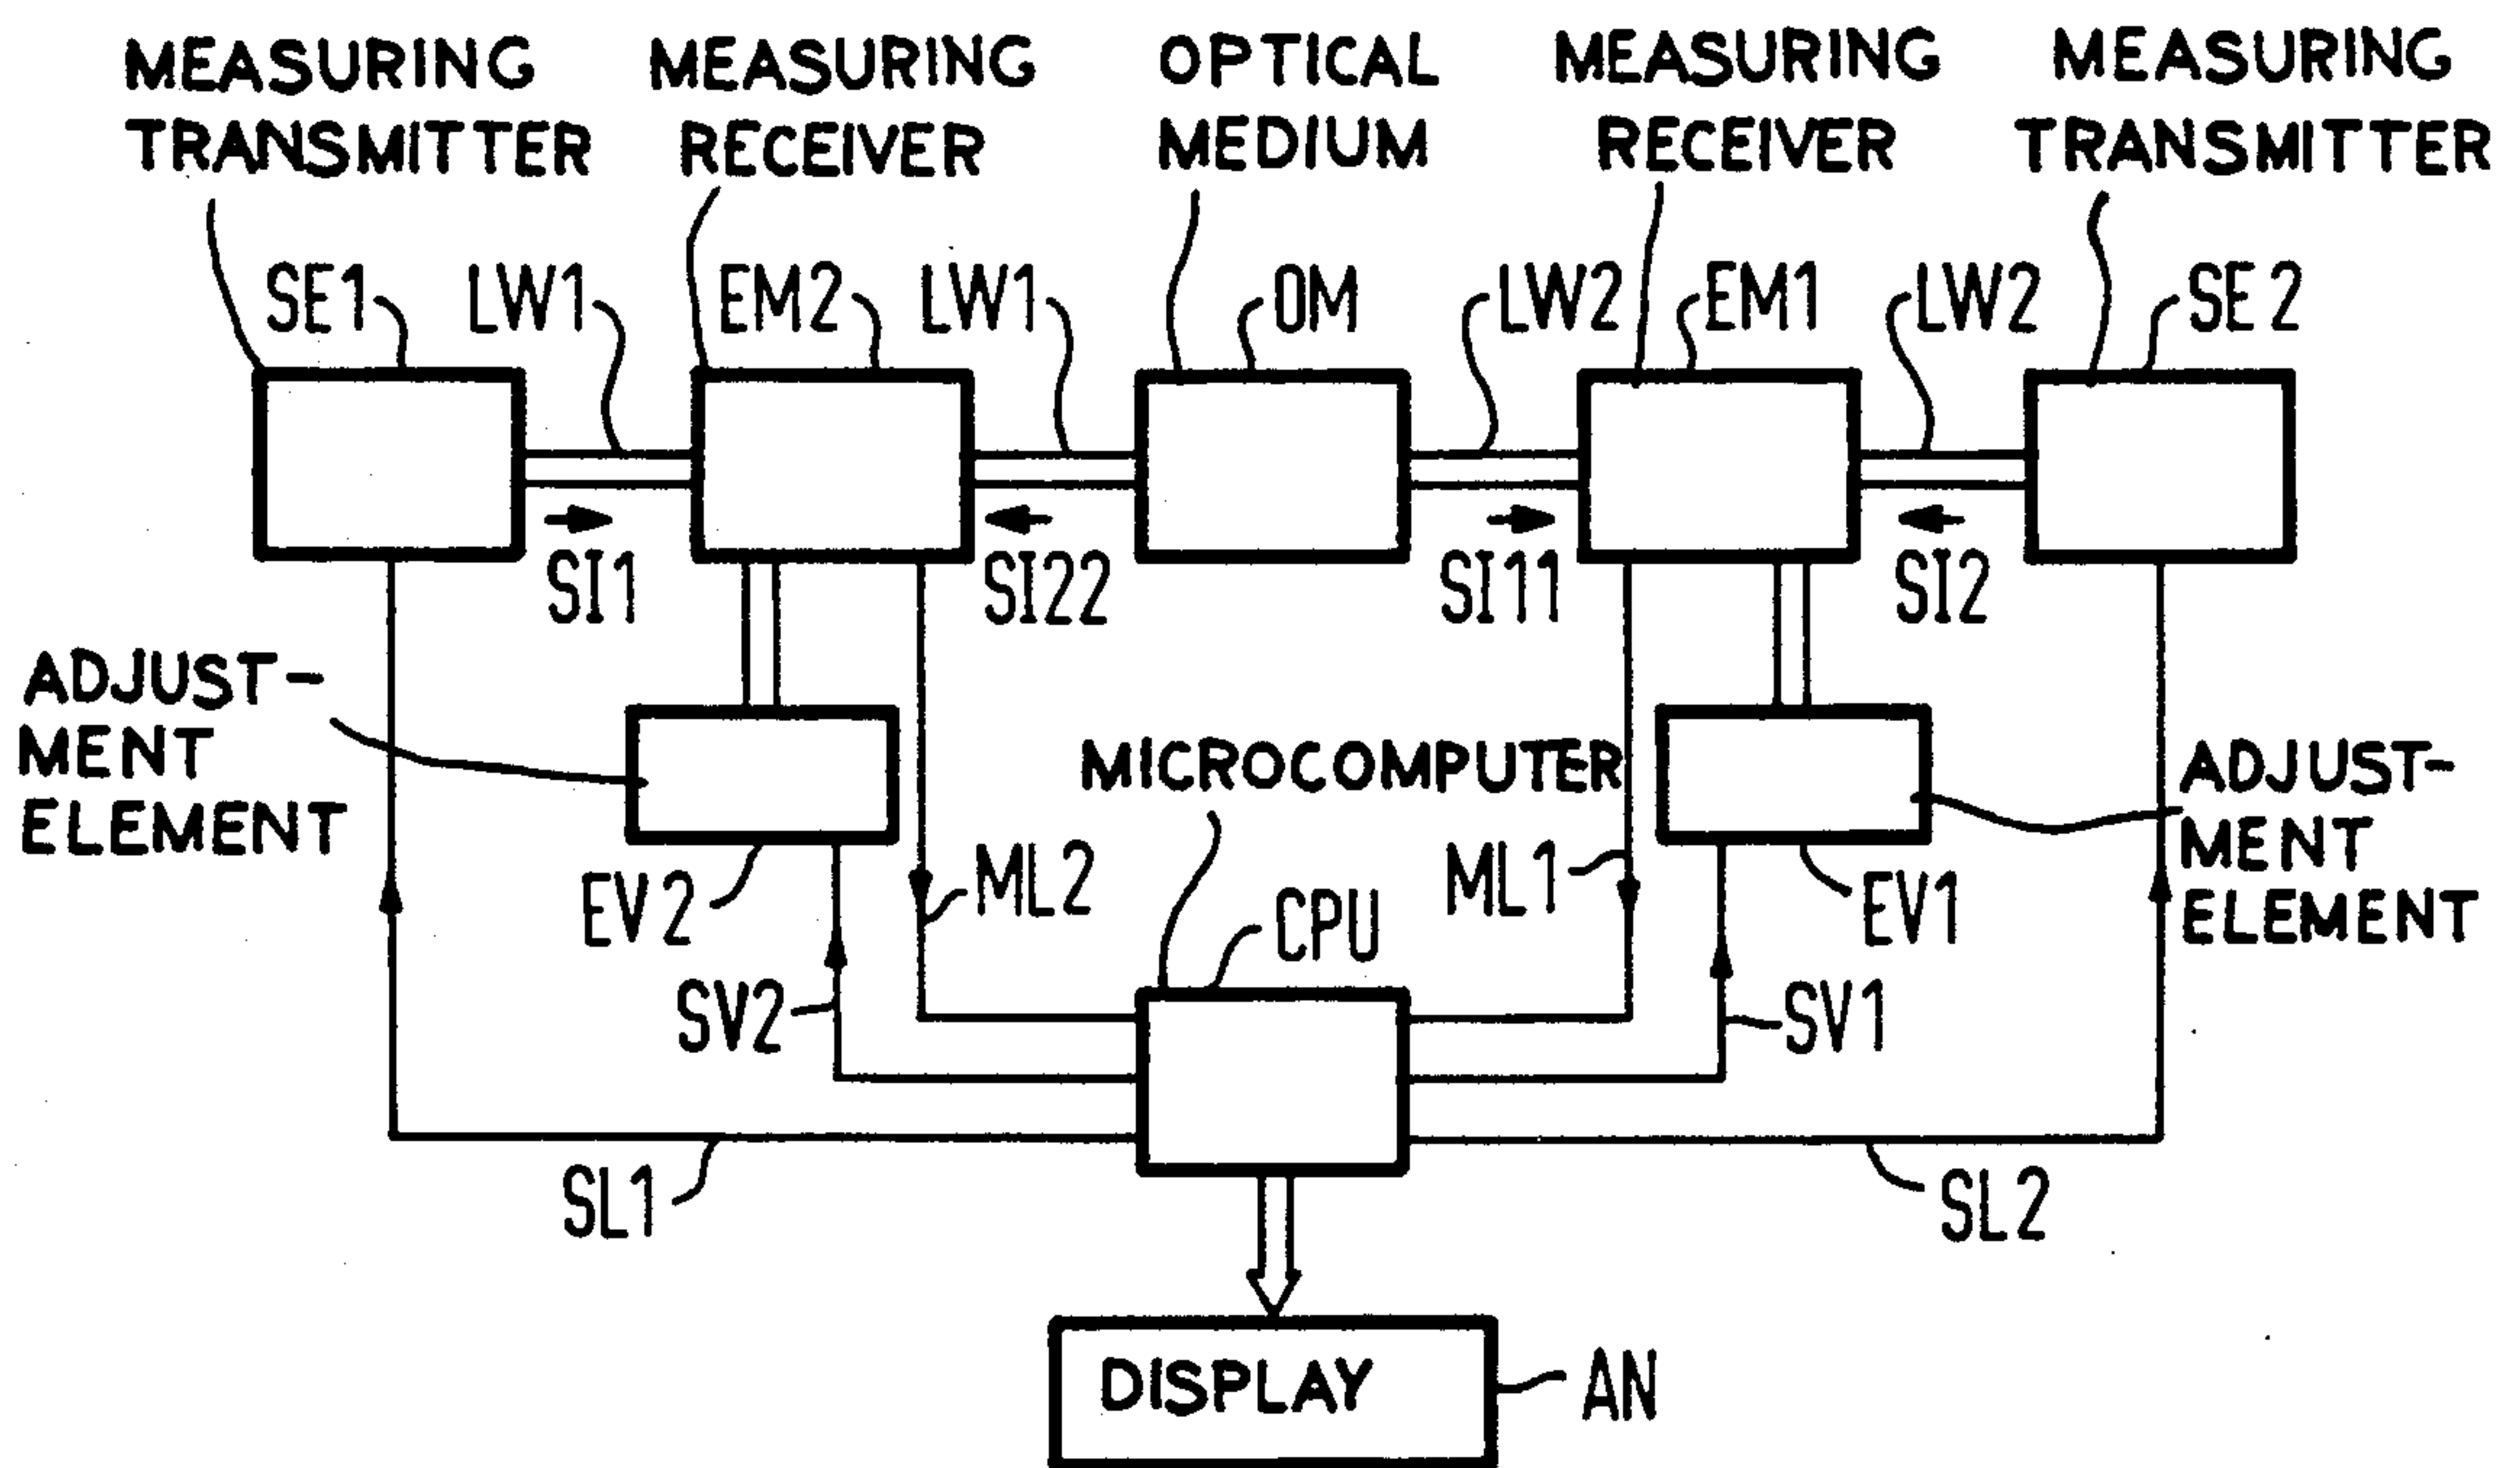 MEASURING TRANSMITTER
MEASURING RECEIVER
OPTICAL MEDIUM
MEASURING RECEIVER
MEASURING TRANSMITTER
SE1 LW1 EM2 LW1 OM LW2 EM1 LW2 SE2
SI1 SI22 SI11 SI2
ADJUST-
MENT
ELEMENT
MICROCOMPUTER
ADJUST-
MENT
ELEMENT
EV2 ML2 CPU ML1 EV1
SV2 SV1
SL1 SL2
DISPLAY AN